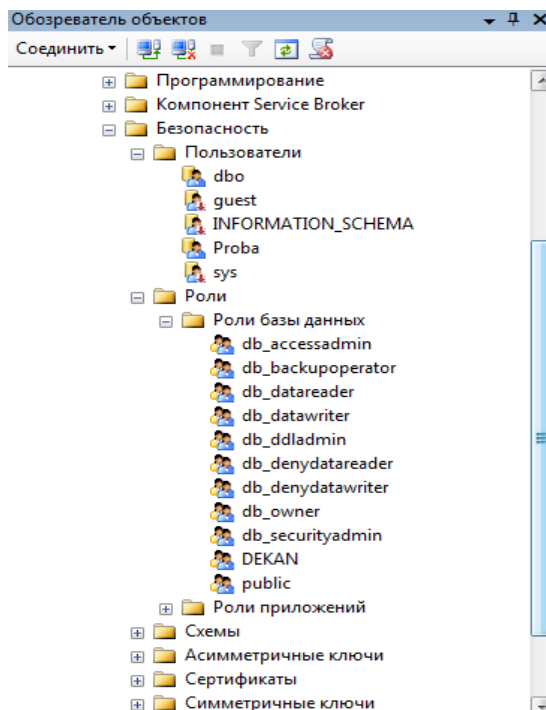 Обозреватель объектов
Соединить
Программирование
Компонент Service Broker
Безопасность
Пользователи
dbo
guest
INFORMATION_SCHEMA
Proba
sys
Роли
Роли базы данных
db_accessadmin
db_backupoperator
db_datareader
db_datawriter
db_ddladmin
db_denydatareader
db_denydatawriter
db_owner
db_securityadmin
DEKAN
public
Роли приложений
Схемы
Асимметричные ключи
Сертификаты
Симметричные ключи